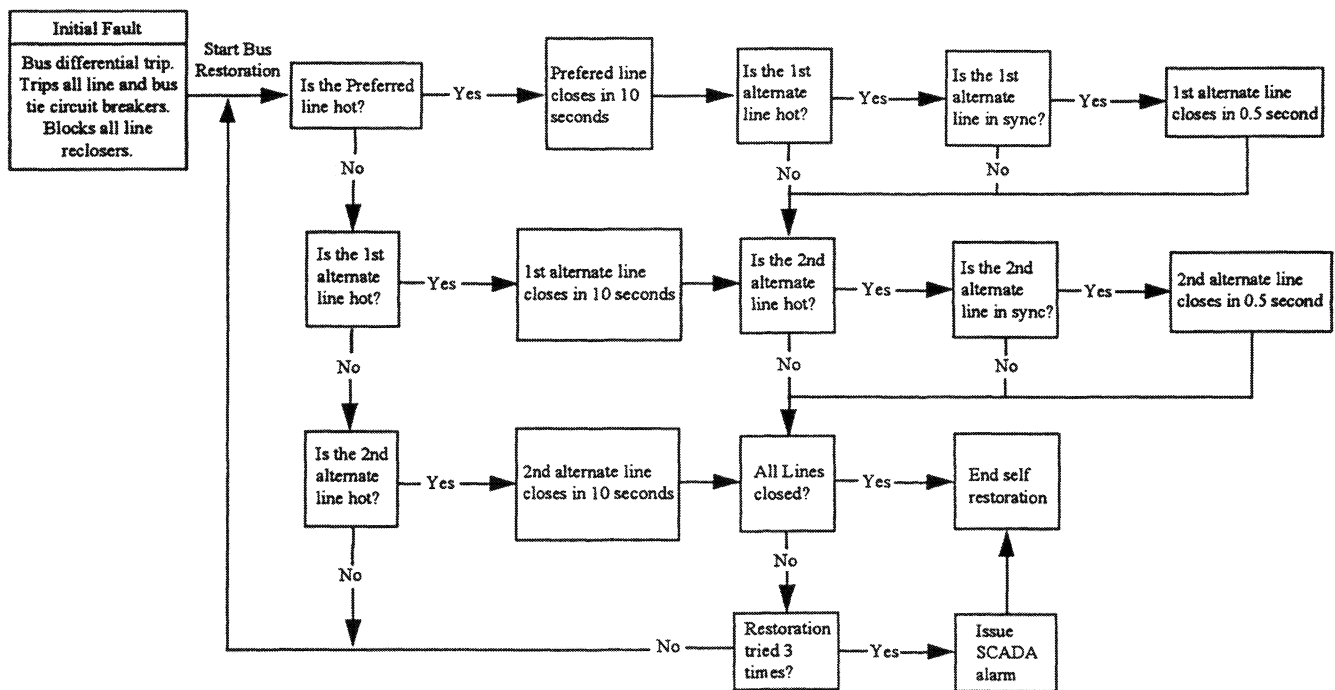 Initial Fault
Bus differential trip.
Trips all line and bus
tie circuit breakers.
Blocks all line
reclosers.
Start Bus
Restoration
Is the Preferred
line hot?
Yes
Prefered line
closes in 10
seconds
Is the 1st
alternate
line hot?
Yes
Is the 1st
alternate
line in sync?
Yes
1st alternate line
closes in 0.5 second
No
No
No
Is the 1st
alternate
line hot?
Yes
1st alternate line
closes in 10 seconds
Is the 2nd
alternate
line hot?
Yes
Is the 2nd
alternate
line in sync?
Yes
2nd alternate line
closes in 0.5 second
No
No
No
Is the 2nd
alternate
line hot?
Yes
2nd alternate line
closes in 10 seconds
All Lines
closed?
Yes
End self
restoration
No
No
No
Restoration
tried 3
times?
Yes
Issue
SCADA
alarm